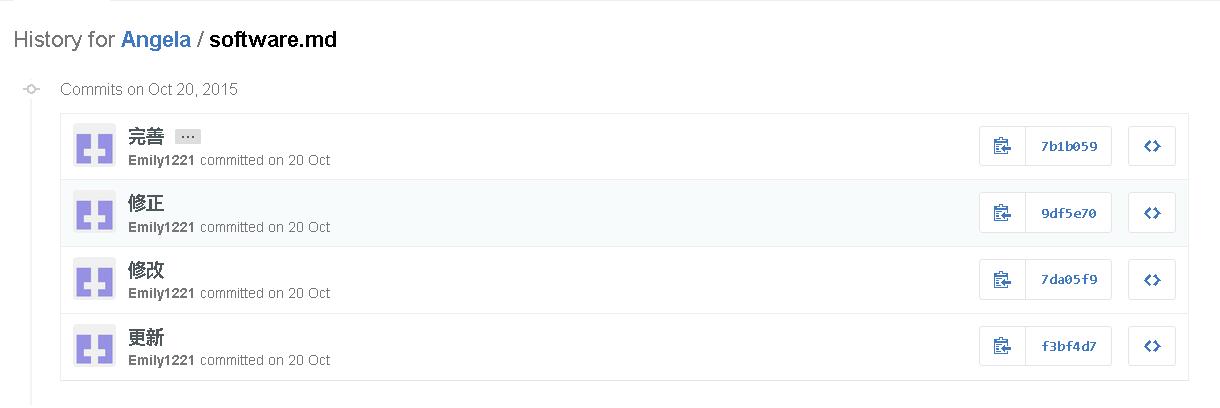 History for Angela / software.md
Commits on Oct 20, 2015
完善 …
Emily1221 committed on 20 Oct
7b1b059
修正
Emily1221 committed on 20 Oct
9df5e70
修改
Emily1221 committed on 20 Oct
7da05f9
更新
Emily1221 committed on 20 Oct
f3bf4d7